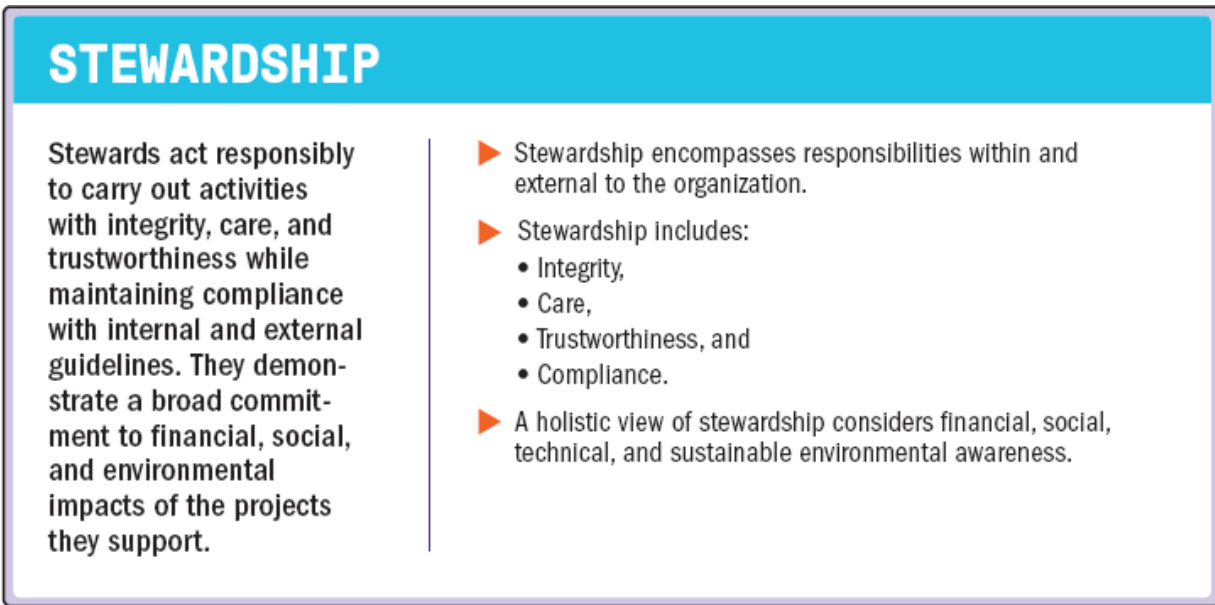 STEWARDSHIP
Stewards act responsibly
to carry out activities
with integrity, care, and
trustworthiness while
maintaining compliance
with internal and external
guidelines. They demon-
strate a broad commit-
ment to financial, social,
and environmental
impacts of the projects
they support.
▶ Stewardship encompasses responsibilities within and
external to the organization.
▶ Stewardship includes:
• Integrity,
• Care,
• Trustworthiness, and
• Compliance.
▶ A holistic view of stewardship considers financial, social,
technical, and sustainable environmental awareness.